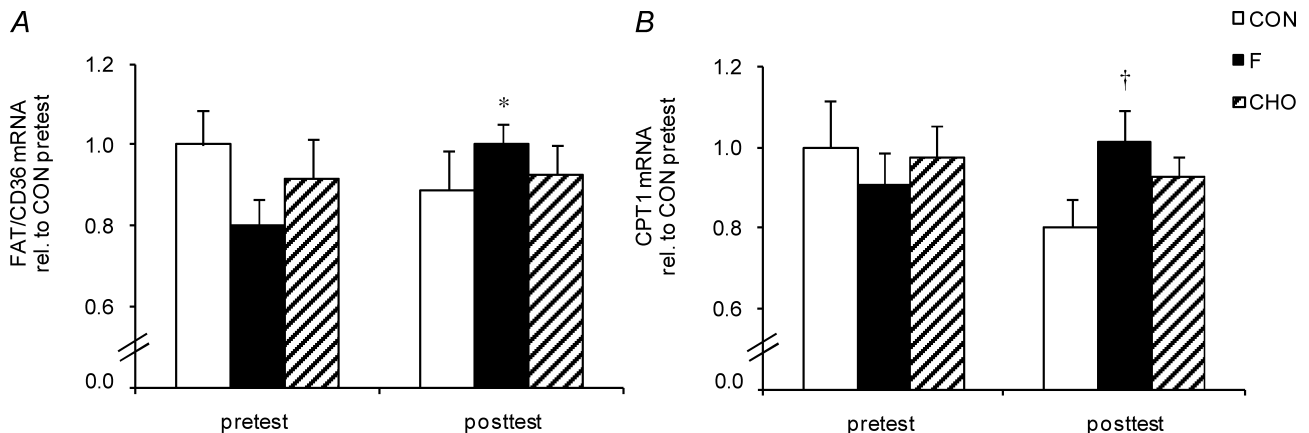 A
FAT/CD36 mRNA
rel. to CON pretest
1.2
1.0
0.8
0.6
0.0
*
pretest
posttest
B
CPT1 mRNA
rel. to CON pretest
1.2
1.0
0.8
0.6
0.0
†
pretest
posttest
CON
F
CHO